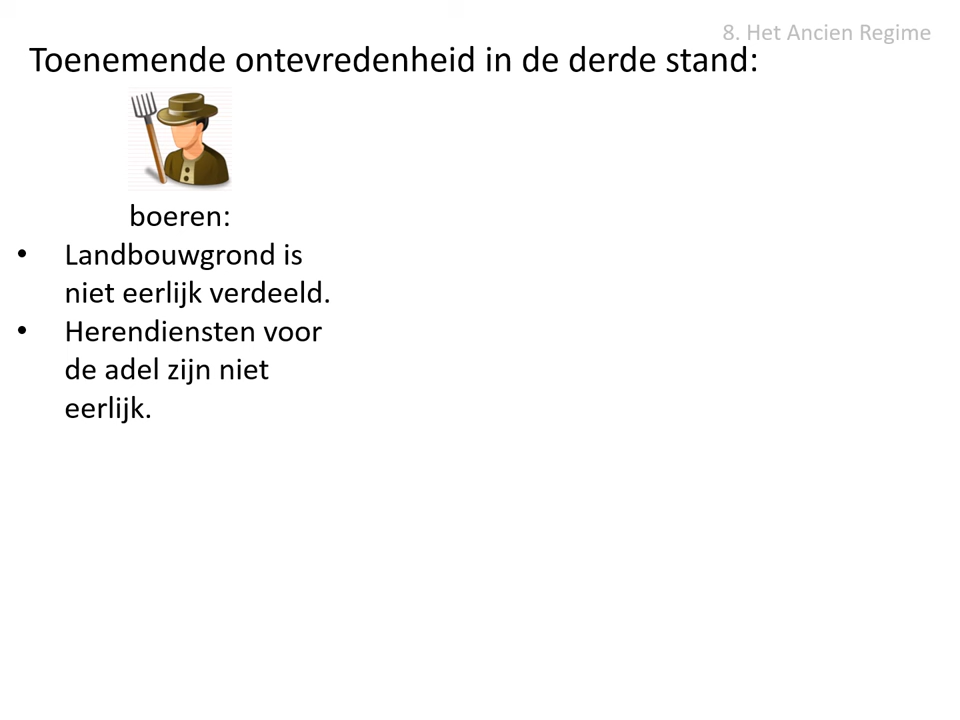 8. Het Ancien Regime
Toenemende ontevredenheid in de derde stand:
boeren:
• Landbouwgrond is
niet eerlijk verdeeld.
• Herendiensten voor
de adel zijn niet
eerlijk.